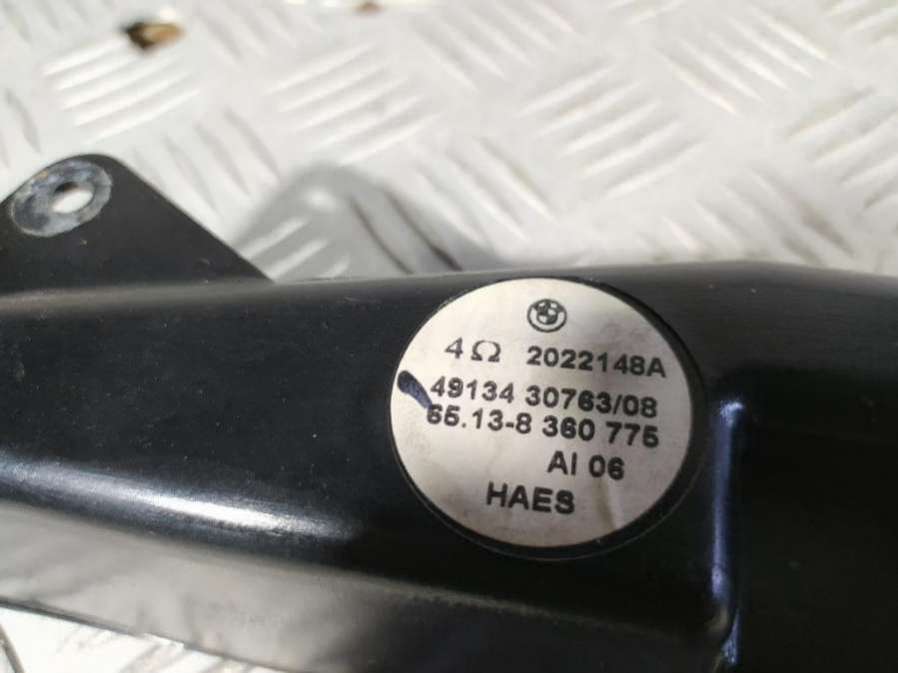 4Ω 2022148A
49134 30763/08
65.13-8 360 775
AI 06
HAES